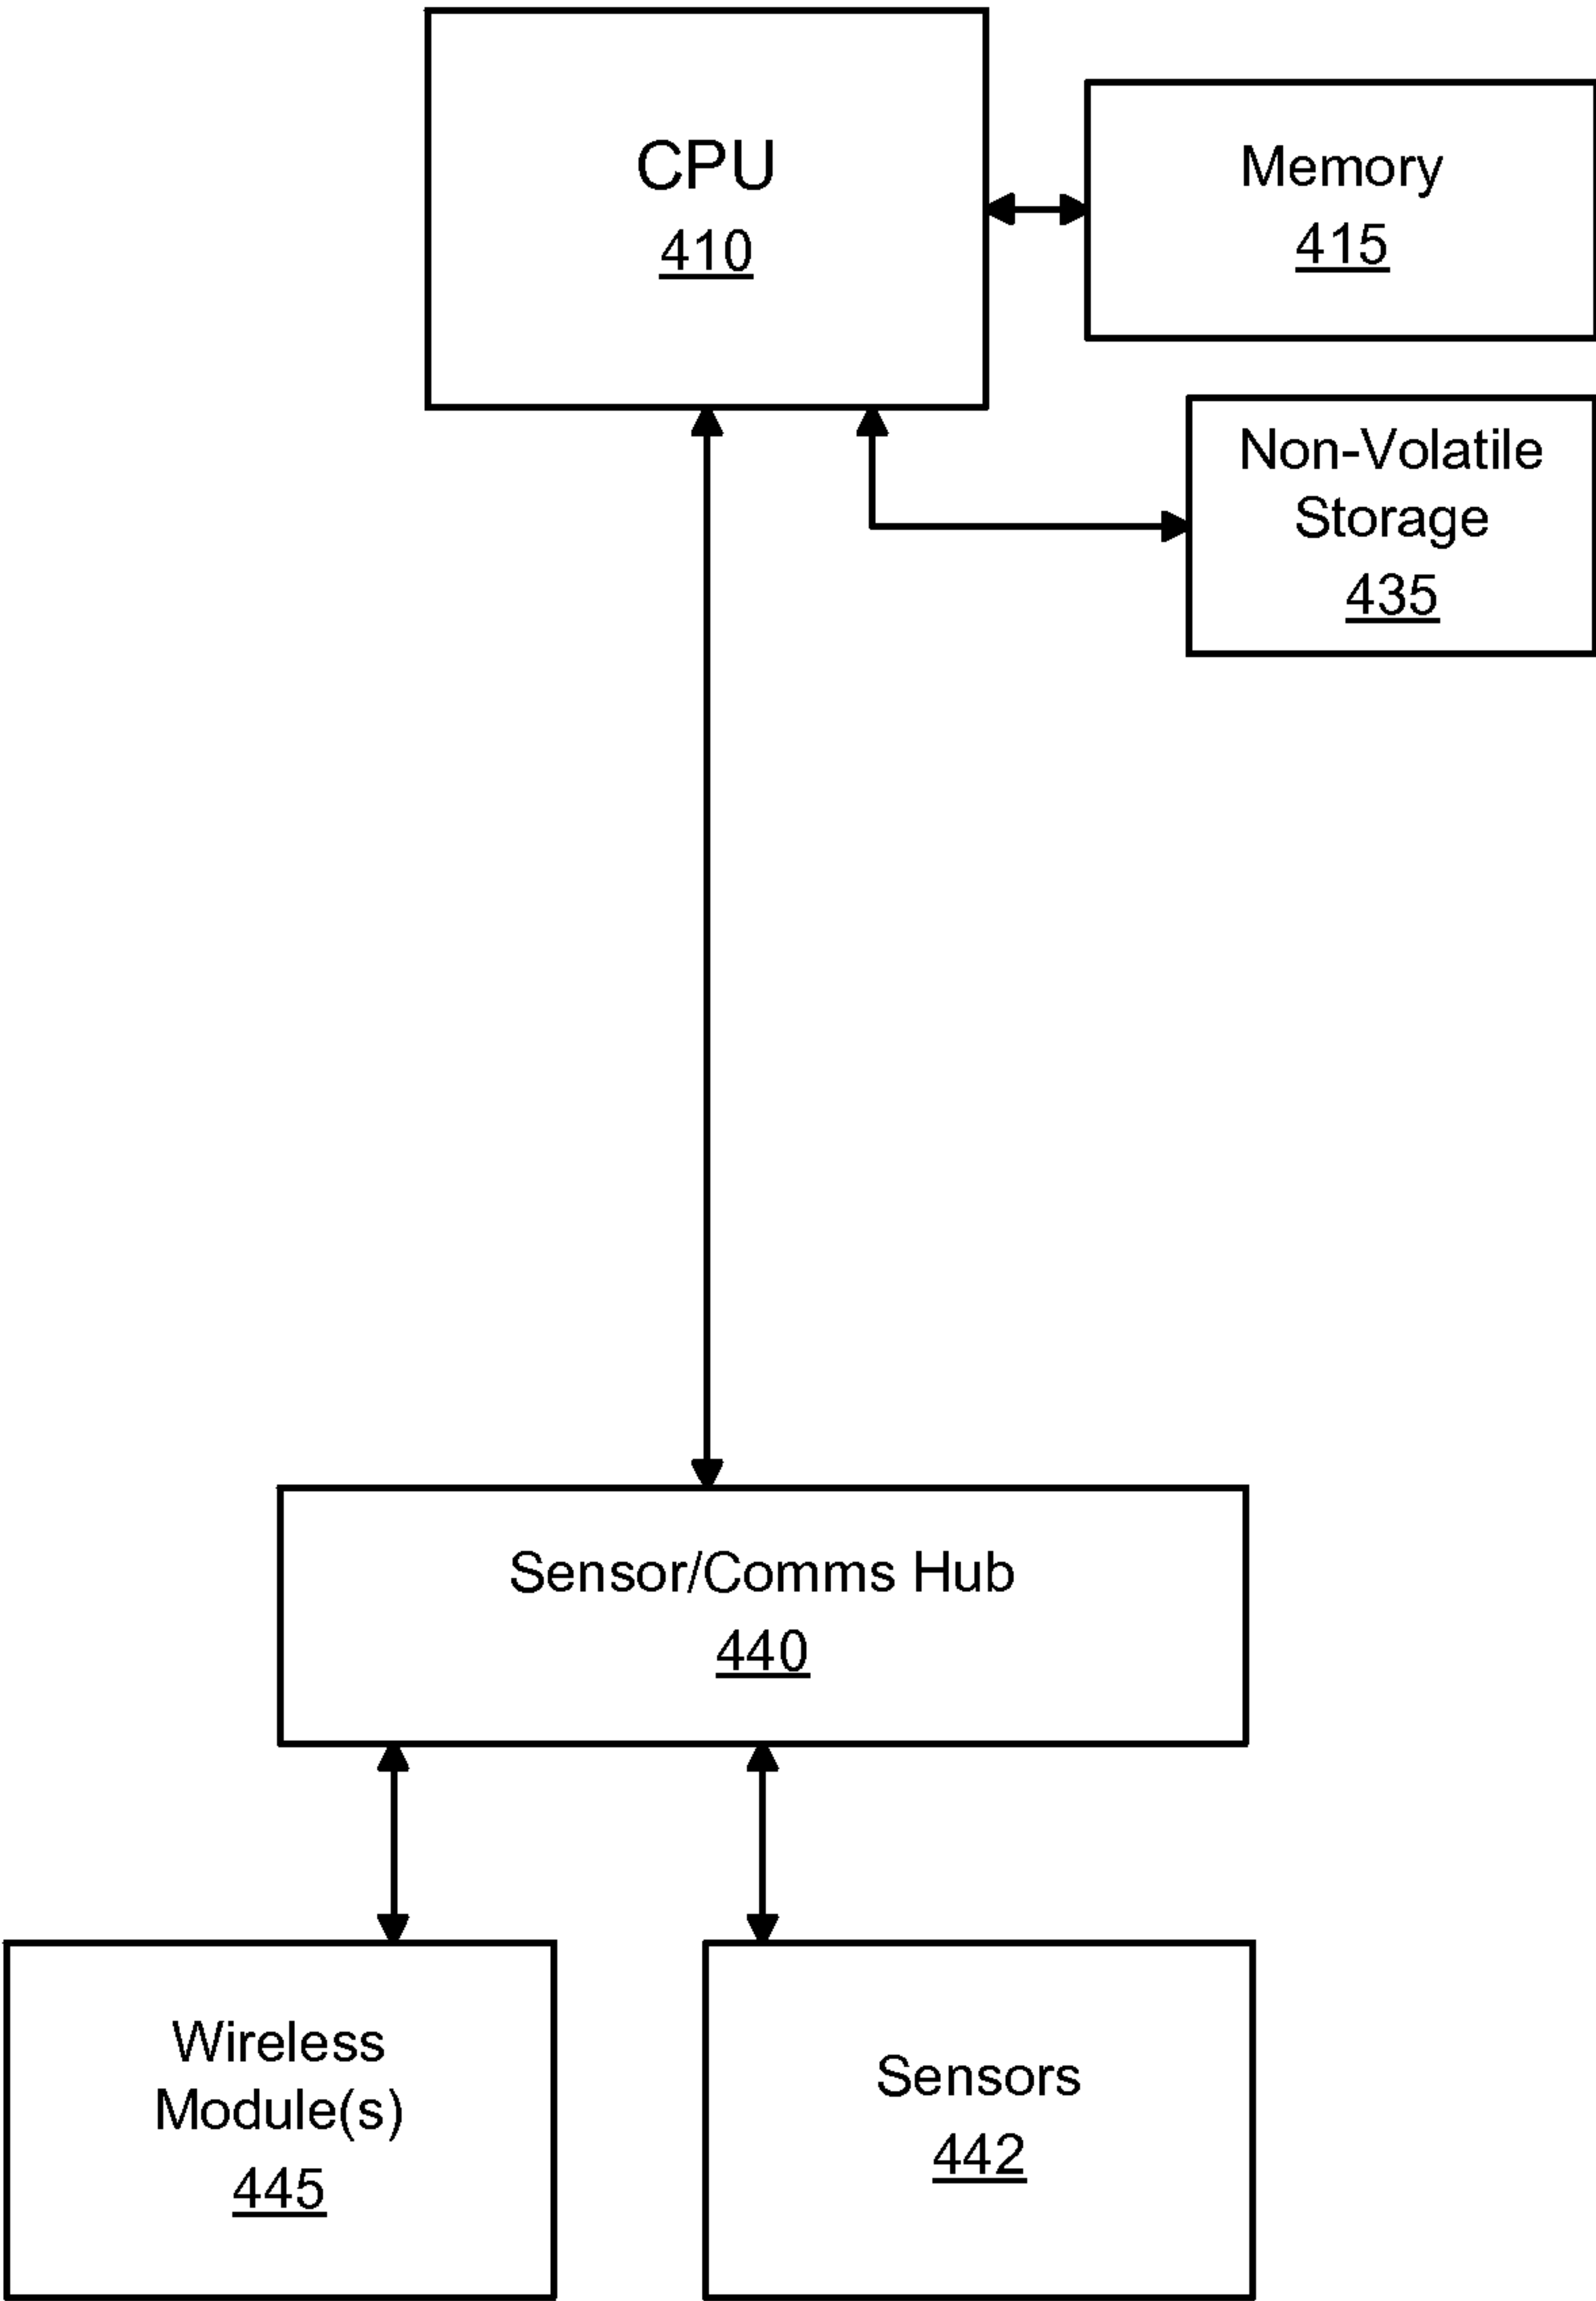 CPU
410
Memory
415
Non-Volatile
Storage
435
Sensor/Comms Hub
440
Wireless
Module(s)
445
Sensors
442